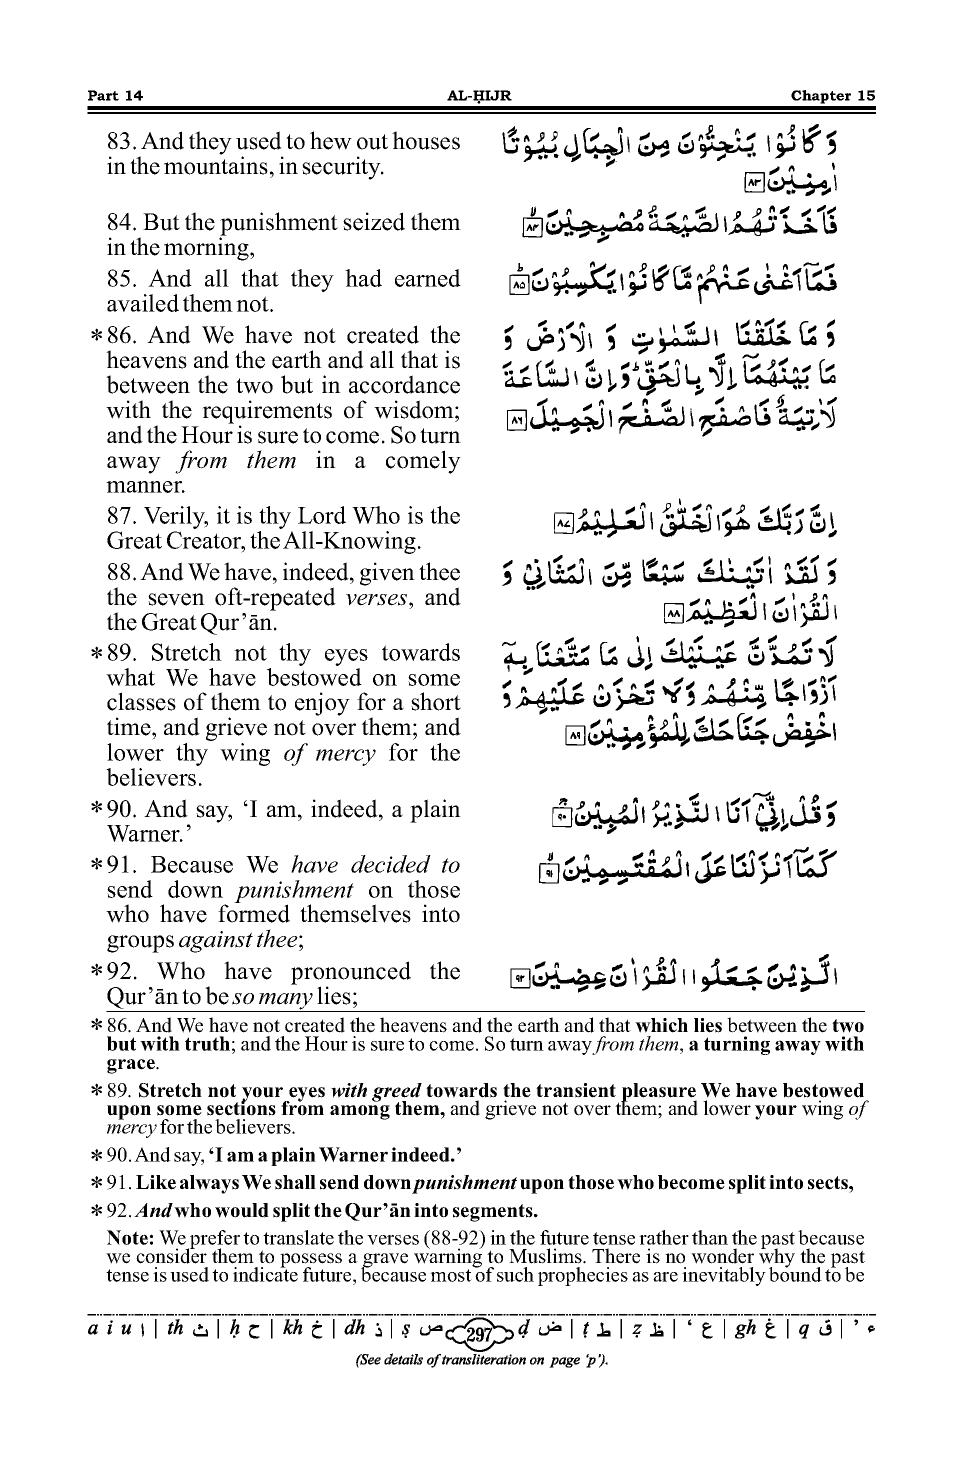 Part 14 AL-ḤIJR Chapter 15
83. And they used to hew out houses
in the mountains, in security.
وَ كَانُوْا يَنْحِتُوْنَ مِنَ الْجِبَالِ بُيُوْتًا
اٰمِنِيْنَ ۝۸۳
84. But the punishment seized them
in the morning,
فَاَخَذَتْهُمُ الصَّيْحَةُ مُصْبِحِيْنَ ۙ۝۸۴
85. And all that they had earned
availed them not.
فَمَاۤ اَغْنٰى عَنْهُمْ مَّا كَانُوْا يَكْسِبُوْنَ ؕ۝۸۵
*86. And We have not created the
heavens and the earth and all that is
between the two but in accordance
with the requirements of wisdom;
and the Hour is sure to come. So turn
away from them in a comely
manner.
وَ مَا خَلَقْنَا السَّمٰوٰتِ وَ الْاَرْضَ وَ
مَا بَيْنَهُمَاۤ اِلَّا بِالْحَقِّ ؕ وَ اِنَّ السَّاعَةَ
لَاٰتِيَةٌ فَاصْفَحِ الصَّفْحَ الْجَمِيْلَ ۝۸۶
87. Verily, it is thy Lord Who is the
Great Creator, the All-Knowing.
اِنَّ رَبَّكَ هُوَ الْخَلّٰقُ الْعَلِيْمُ ۝۸۷
88. And We have, indeed, given thee
the seven oft-repeated verses, and
the Great Qur’ān.
وَ لَقَدْ اٰتَيْنٰكَ سَبْعًا مِّنَ الْمَثَانِيْ وَ
الْقُرْاٰنَ الْعَظِيْمَ ۝۸۸
*89. Stretch not thy eyes towards
what We have bestowed on some
classes of them to enjoy for a short
time, and grieve not over them; and
lower thy wing of mercy for the
believers.
لَا تَمُدَّنَّ عَيْنَيْكَ اِلٰى مَا مَتَّعْنَا بِهٖۤ
اَزْوَاجًا مِّنْهُمْ وَ لَا تَحْزَنْ عَلَيْهِمْ وَ
اخْفِضْ جَنَاحَكَ لِلْمُؤْمِنِيْنَ ۝۸۹
*90. And say, ‘I am, indeed, a plain
Warner.’
وَ قُلْ اِنِّيْۤ اَنَا النَّذِيْرُ الْمُبِيْنُ ۚ۝۹۰
*91. Because We have decided to
send down punishment on those
who have formed themselves into
groups against thee;
كَمَاۤ اَنْزَلْنَا عَلَى الْمُقْتَسِمِيْنَ ۙ۝۹۱
*92. Who have pronounced the
Qur’ān to be so many lies;
الَّذِيْنَ جَعَلُوا الْقُرْاٰنَ عِضِيْنَ ۝۹۲
*86. And We have not created the heavens and the earth and that which lies between the two
but with truth; and the Hour is sure to come. So turn away from them, a turning away with
grace.
*89. Stretch not your eyes with greed towards the transient pleasure We have bestowed
upon some sections from among them, and grieve not over them; and lower your wing of
mercy for the believers.
*90. And say, ‘I am a plain Warner indeed.’
*91. Like always We shall send down punishment upon those who become split into sects,
*92. And who would split the Qur’ān into segments.
Note: We prefer to translate the verses (88-92) in the future tense rather than the past because
we consider them to possess a grave warning to Muslims. There is no wonder why the past
tense is used to indicate future, because most of such prophecies as are inevitably bound to be
a i u ا | th ث | ḥ ح | kh خ | dh ذ | ṣ ص 297 ḍ ض | ṭ ط | ẓ ظ | ‘ ع | gh غ | q ق | ’ ء
(See details of transliteration on page ‘p’).